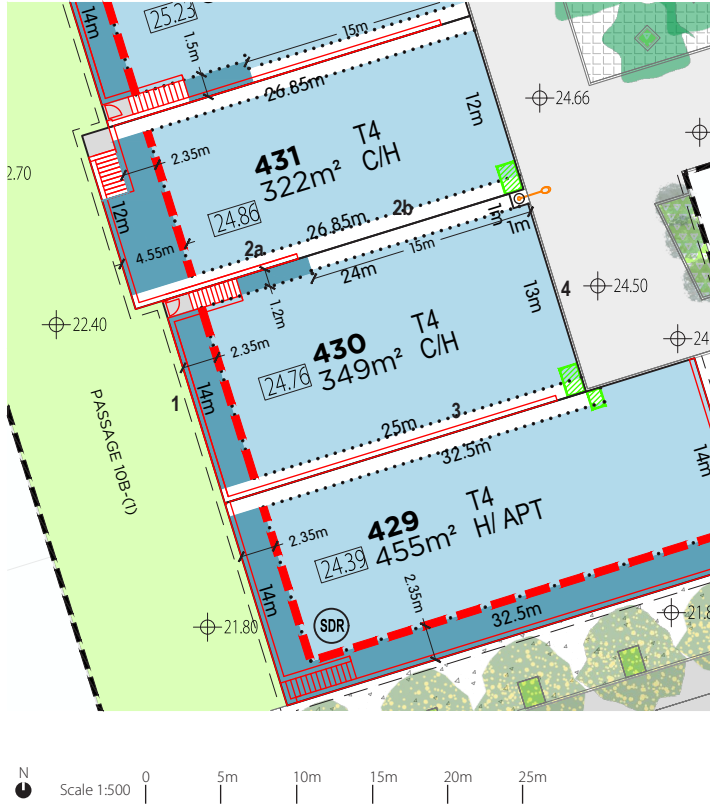 14m
25.23
1.5m
15m
26.85m
12m
24.66
2.35m
431
T4
322m² C/H
24.86
12m
4.55m
26.85m
2a
2b
1m
1m
15m
24m
1.2m
13m
4
24.50
22.40
2.35m
430
T4
349m² C/H
24.76
14m
1
25m
3
32.5m
PASSAGE 10B-(1)
14m
2.35m
429
T4
455m² H/ APT
24.39
14m
2.35m
SDR
32.5m
21.80
N
Scale 1:500
0 5m 10m 15m 20m 25m